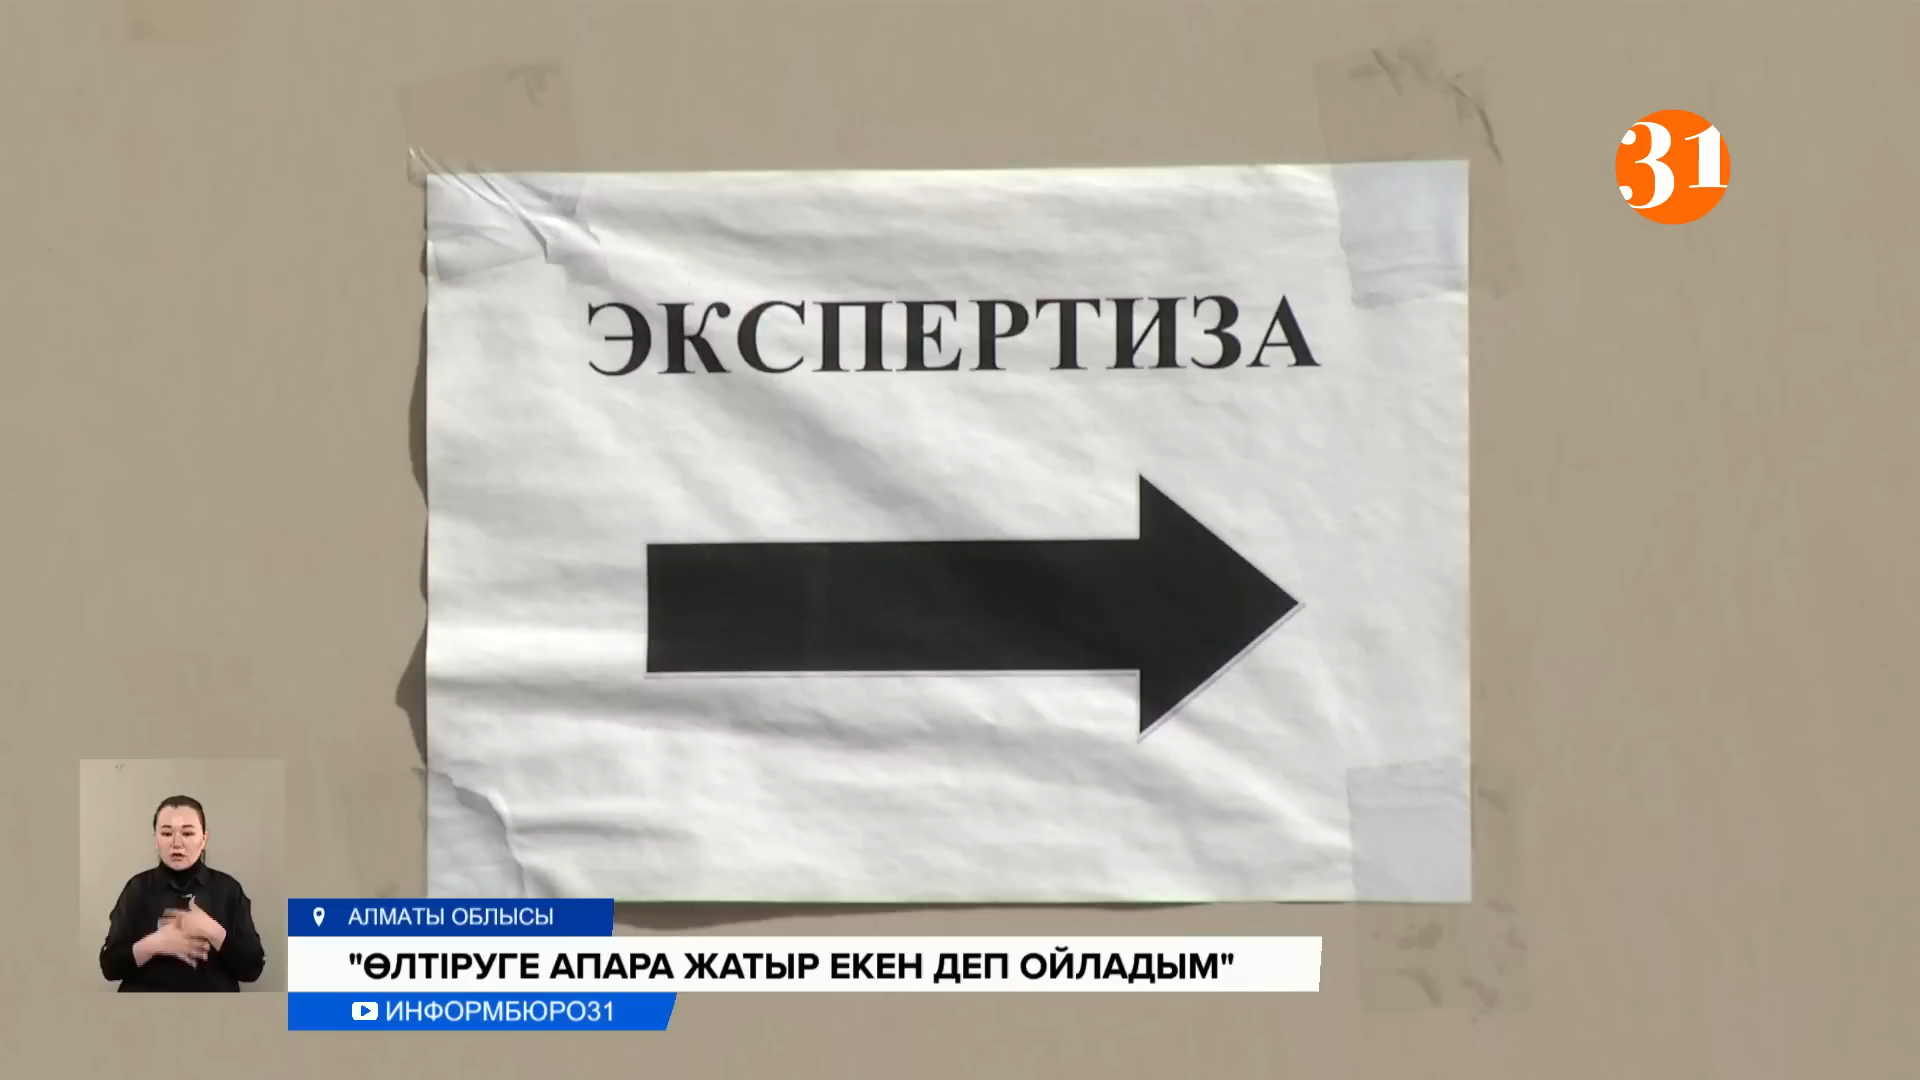 31
ЭКСПЕРТИЗА
АЛМАТЫ ОБЛЫСЫ
"ӨЛТІРУГЕ АПАРА ЖАТЫР ЕКЕН ДЕП ОЙЛАДЫМ"
ИНФОРМБЮРО31